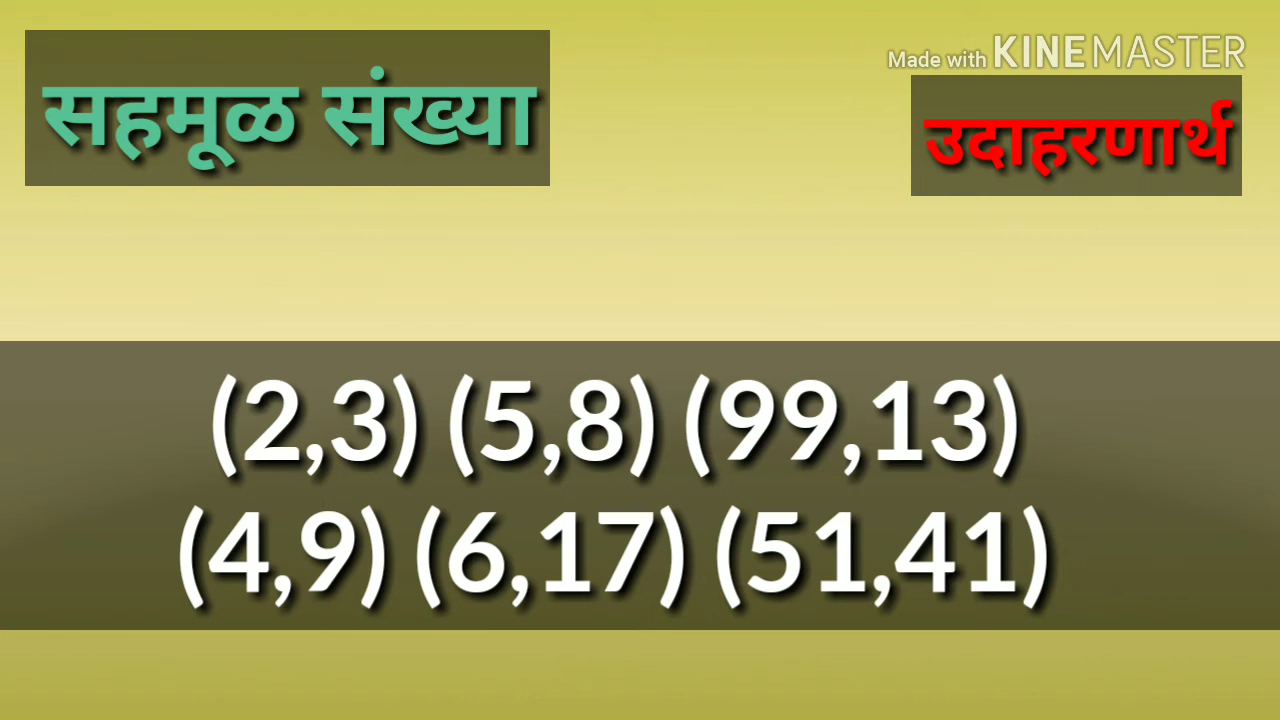 सहमूळ संख्या
Made with KINEMASTER
उदाहरणार्थ
(2,3) (5,8) (99,13)
(4,9) (6,17) (51,41)